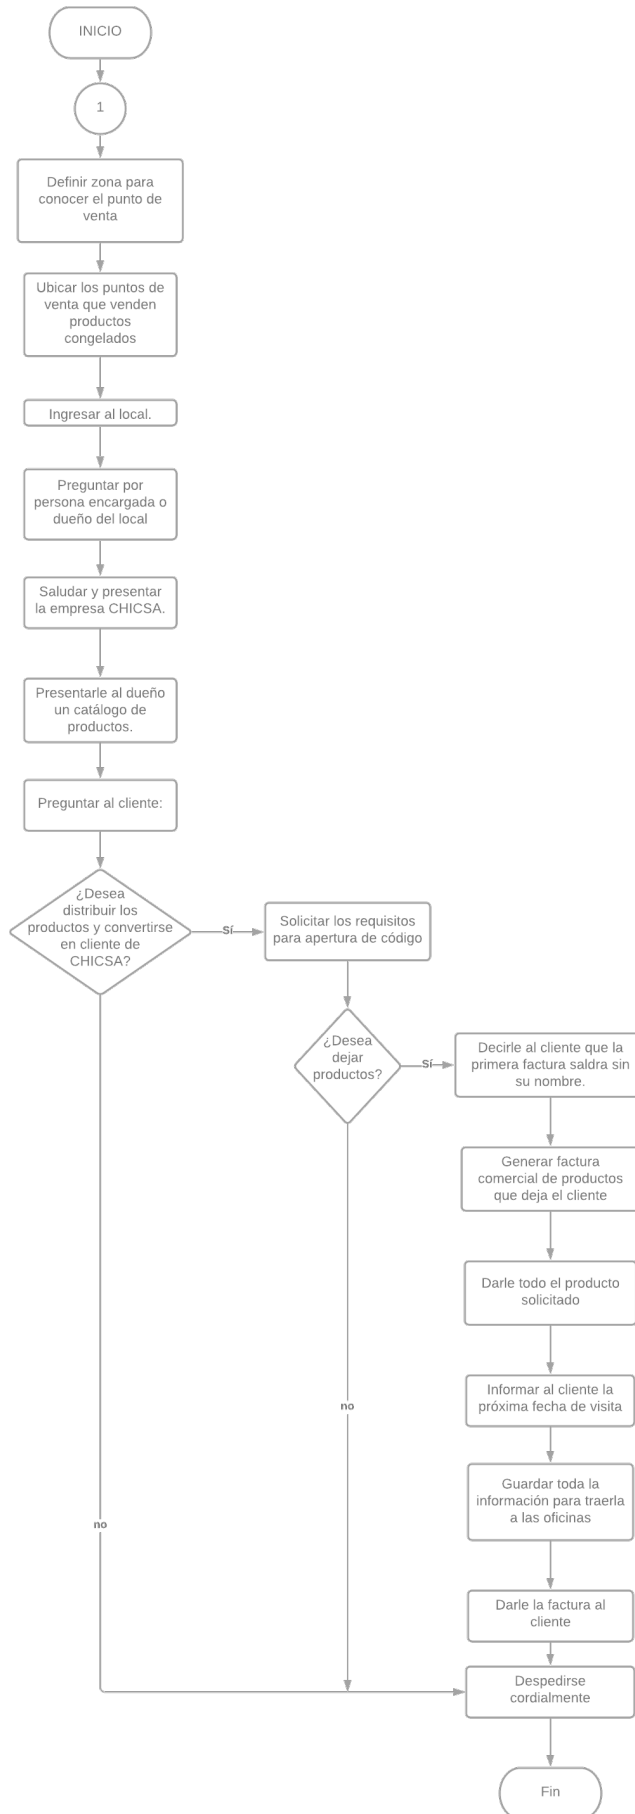 INICIO
1
Definir zona para
conocer el punto de
venta
Ubicar los puntos de
venta que venden
productos
congelados
Ingresar al local.
Preguntar por
persona encargada o
dueño del local
Saludar y presentar
la empresa CHICSA.
Presentarle al dueño
un catálogo de
productos.
Preguntar al cliente:
¿Desea
distribuir los
productos y convertirse
en cliente de
CHICSA?
Sí
Solicitar los requisitos
para apertura de código
¿Desea
dejar
productos?
Sí
Decirle al cliente que la
primera factura saldra sin
su nombre.
Generar factura
comercial de productos
que deja el cliente
Darle todo el producto
solicitado
Informar al cliente la
próxima fecha de visita
no
Guardar toda la
información para traerla
a las oficinas
no
Darle la factura al
cliente
Despedirse
cordialmente
Fin